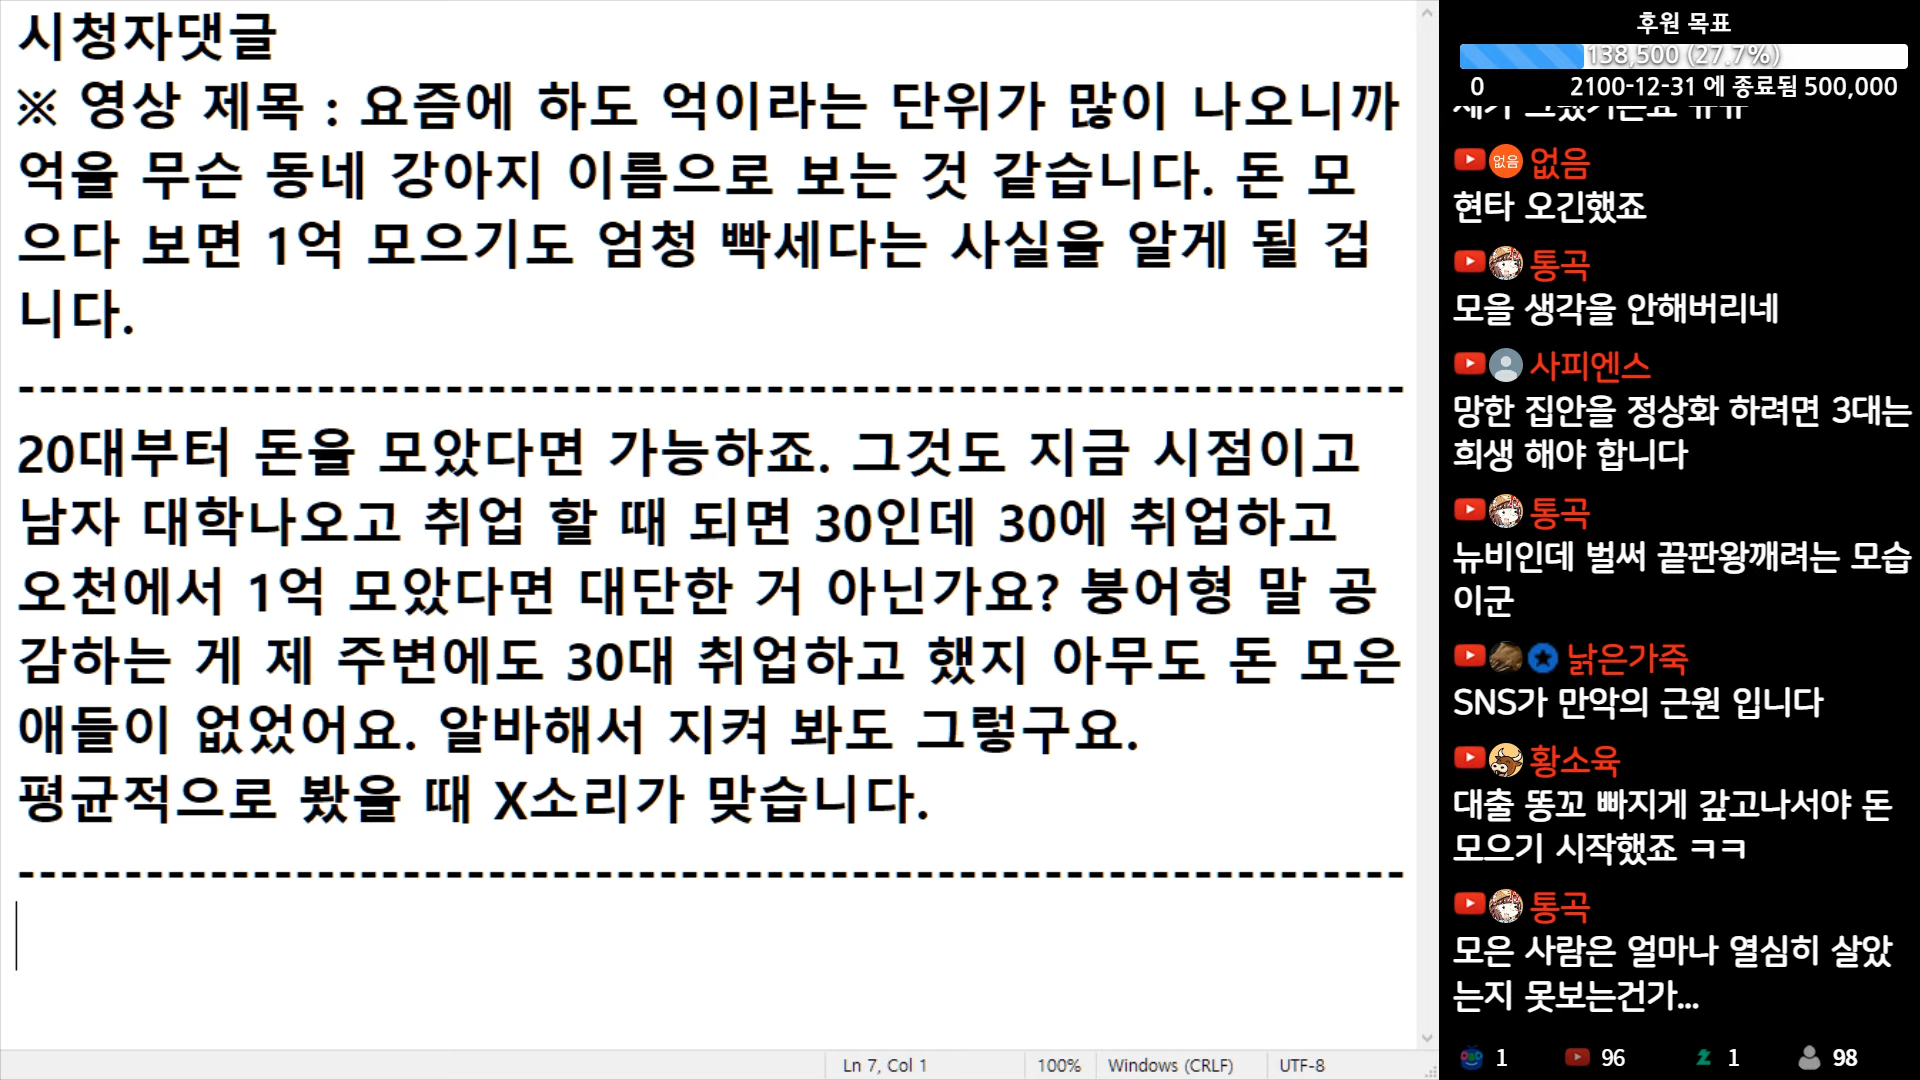 시청자댓글
※ 영상 제목 : 요즘에 하도 억이라는 단위가 많이 나오니까
억을 무슨 동네 강아지 이름으로 보는 것 같습니다. 돈 모
으다 보면 1억 모으기도 엄청 빡세다는 사실을 알게 될 겁
니다.
-----------------------------------------------------------------
20대부터 돈을 모았다면 가능하죠. 그것도 지금 시점이고
남자 대학나오고 취업 할 때 되면 30인데 30에 취업하고
오천에서 1억 모았다면 대단한 거 아닌가요? 붕어형 말 공
감하는 게 제 주변에도 30대 취업하고 했지 아무도 돈 모은
애들이 없었어요. 알바해서 지켜 봐도 그렇구요.
평균적으로 봤을 때 X소리가 맞습니다.
-----------------------------------------------------------------
Ln 7, Col 1
100%
Windows (CRLF)
UTF-8
후원 목표
138,500 (27.7%)
0 2100-12-31 에 종료됨 500,000
없음 없음
현타 오긴했죠
통곡
모을 생각을 안해버리네
사피엔스
망한 집안을 정상화 하려면 3대는
희생 해야 합니다
통곡
뉴비인데 벌써 끝판왕깨려는 모습
이군
낡은가죽
SNS가 만악의 근원 입니다
황소육
대출 똥꼬 빠지게 갚고나서야 돈
모으기 시작했죠 ㅋㅋ
통곡
모은 사람은 얼마나 열심히 살았
는지 못보는건가...
1 96 1 98